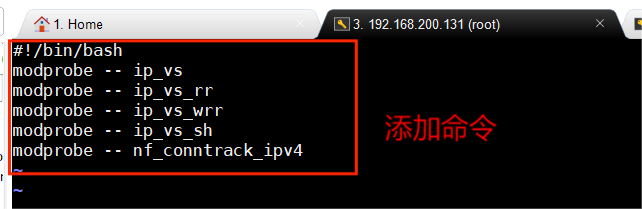 1. Home
3. 192.168.200.131 (root)
#!/bin/bash
modprobe -- ip_vs
modprobe -- ip_vs_rr
modprobe -- ip_vs_wrr
modprobe -- ip_vs_sh
modprobe -- nf_conntrack_ipv4
~
~
添加命令